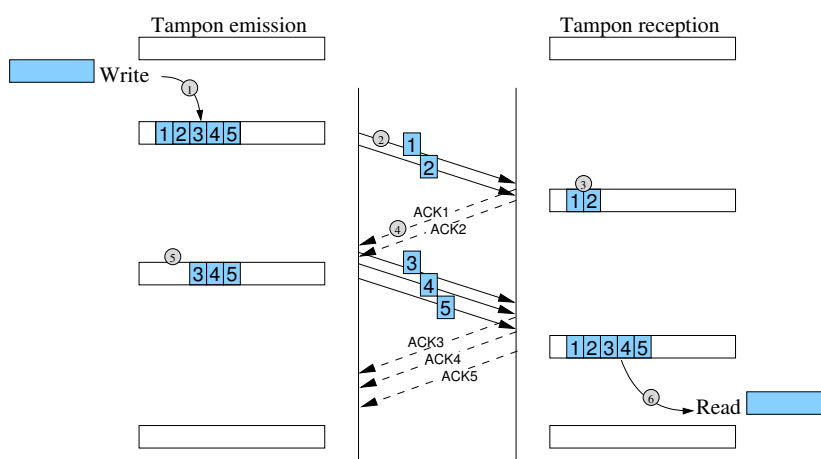 Tampon emission
Tampon reception
Write
1
1 2 3 4 5
2
1
2
3
1 2
ACK1
ACK2
4
5
3 4 5
3
4
5
ACK3
ACK4
ACK5
1 2 3 4 5
6
Read